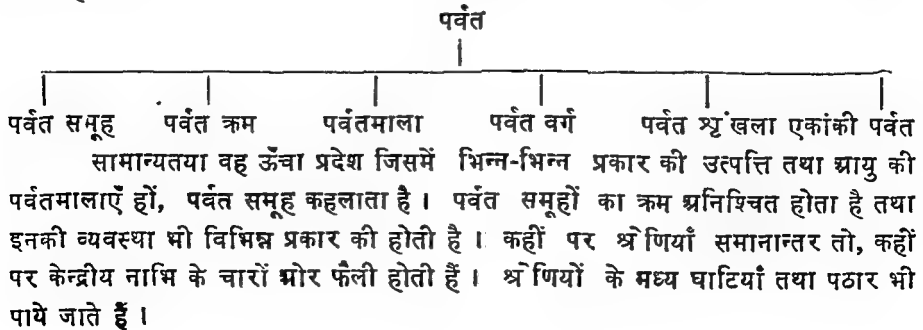 पर्वत
पर्वत समूह पर्वत क्रम पर्वतमाला पर्वत वर्ग पर्वत शृंखला एकांकी पर्वत
सामान्यतया वह ऊँचा प्रदेश जिसमें भिन्न-भिन्न प्रकार की उत्पत्ति तथा आयु की
पर्वतमालाएँ हों, पर्वत समूह कहलाता है । पर्वत समूहों का क्रम अनिश्चित होता है तथा
इनकी व्यवस्था भी विभिन्न प्रकार की होती है । कहीं पर श्रेणियाँ समानान्तर तो, कहीं
पर केन्द्रीय नाभि के चारों ओर फैली होती हैं । श्रेणियों के मध्य घाटियाँ तथा पठार भी
पाये जाते हैं ।